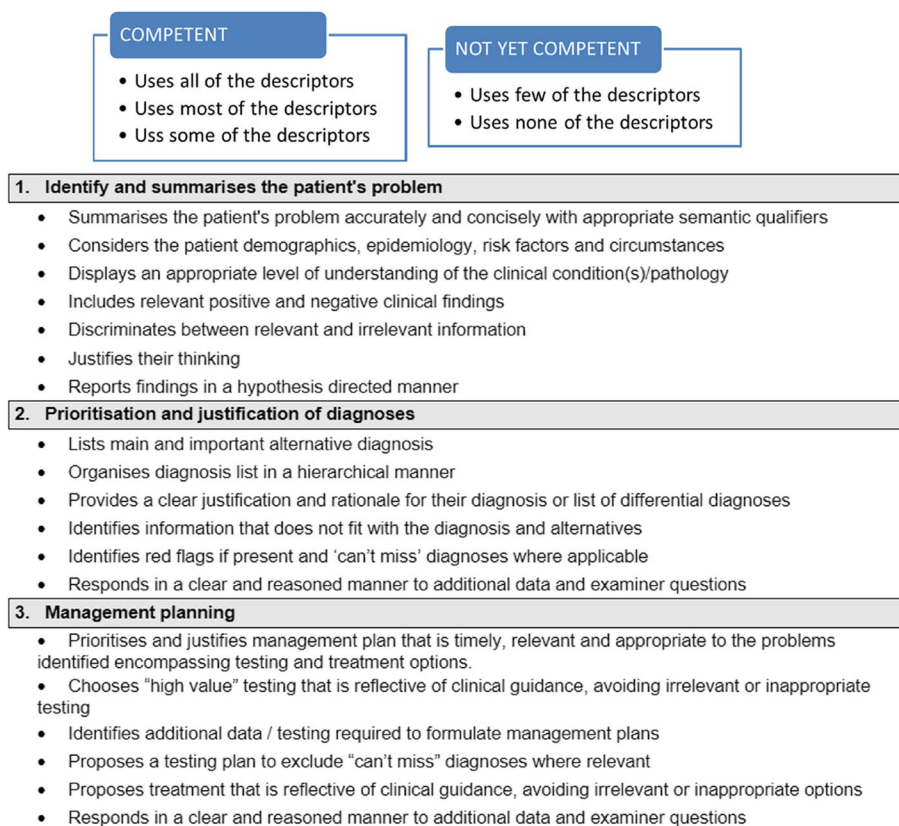 COMPETENT
• Uses all of the descriptors
• Uses most of the descriptors
• Uss some of the descriptors
NOT YET COMPETENT
• Uses few of the descriptors
• Uses none of the descriptors
1. Identify and summarises the patient's problem
• Summarises the patient's problem accurately and concisely with appropriate semantic qualifiers
• Considers the patient demographics, epidemiology, risk factors and circumstances
• Displays an appropriate level of understanding of the clinical condition(s)/pathology
• Includes relevant positive and negative clinical findings
• Discriminates between relevant and irrelevant information
• Justifies their thinking
• Reports findings in a hypothesis directed manner
2. Prioritisation and justification of diagnoses
• Lists main and important alternative diagnosis
• Organises diagnosis list in a hierarchical manner
• Provides a clear justification and rationale for their diagnosis or list of differential diagnoses
• Identifies information that does not fit with the diagnosis and alternatives
• Identifies red flags if present and ‘can’t miss’ diagnoses where applicable
• Responds in a clear and reasoned manner to additional data and examiner questions
3. Management planning
• Prioritises and justifies management plan that is timely, relevant and appropriate to the problems
identified encompassing testing and treatment options.
• Chooses “high value” testing that is reflective of clinical guidance, avoiding irrelevant or inappropriate
testing
• Identifies additional data / testing required to formulate management plans
• Proposes a testing plan to exclude “can’t miss” diagnoses where relevant
• Proposes treatment that is reflective of clinical guidance, avoiding irrelevant or inappropriate options
• Responds in a clear and reasoned manner to additional data and examiner questions